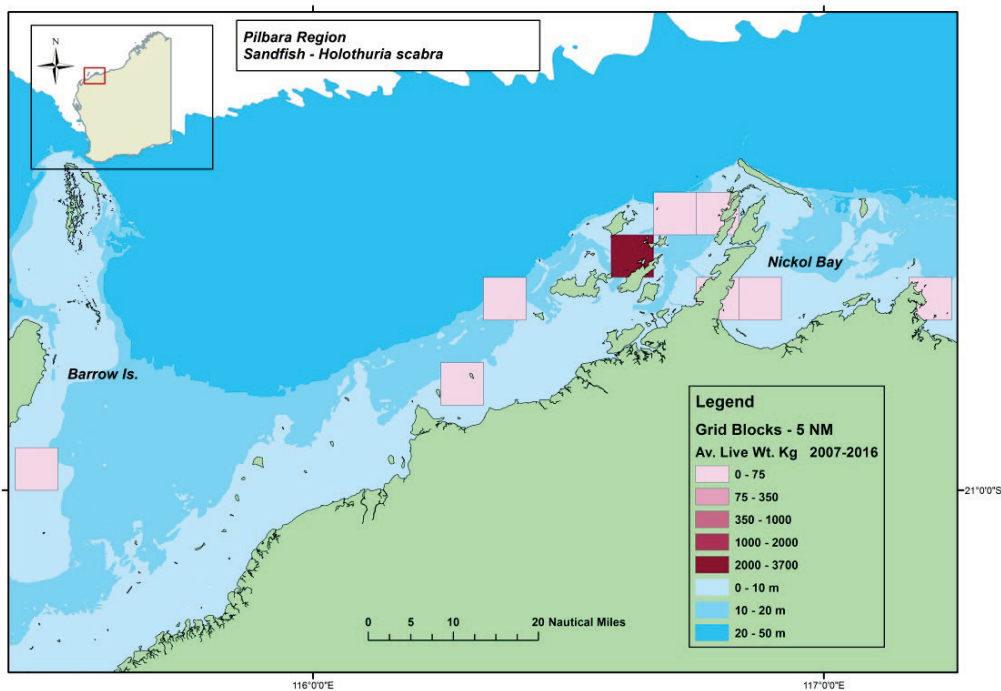 Pilbara Region
Sandfish - Holothuria scabra
N
Nickol Bay
Barrow Is.
Legend
Grid Blocks - 5 NM
Av. Live Wt. Kg 2007-2016
0 - 75
75 - 350
350 - 1000
1000 - 2000
2000 - 3700
0 - 10 m
10 - 20 m
20 - 50 m
21°0'0"S
0 5 10 20 Nautical Miles
116°0'0"E
117°0'0"E